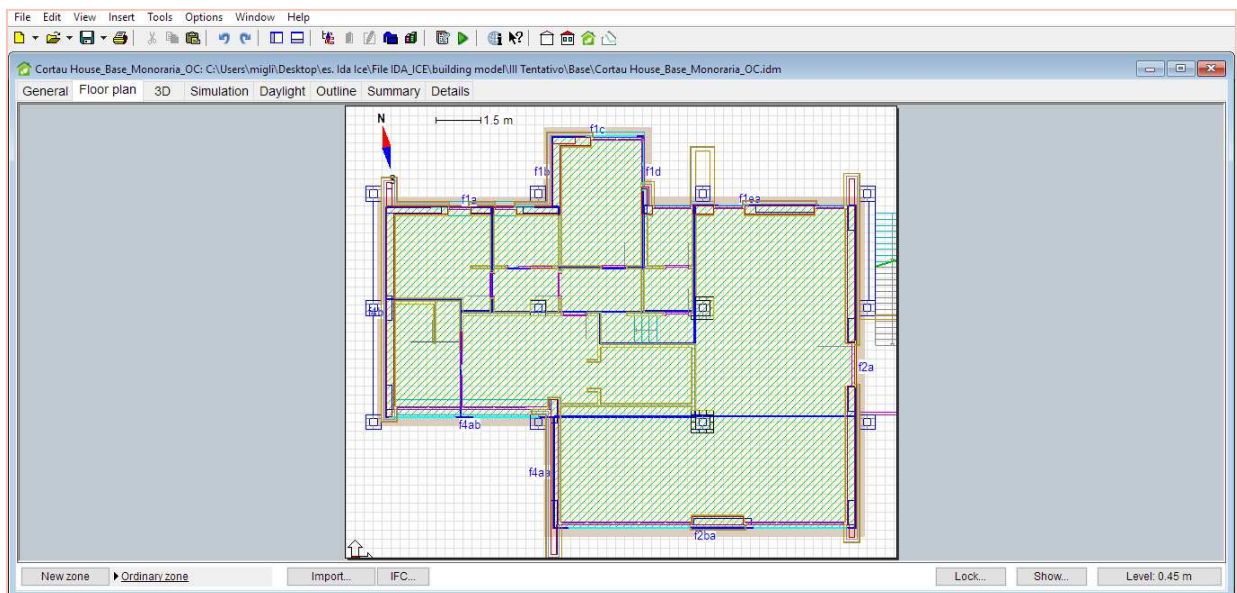 File Edit View Insert Tools Options Window Help
Cortau House_Base_Monoraria_OC: C:\Users\migli\Desktop\es. Ida Ice\File IDA_ICE\building model\III Tentativo\Base\Cortau House_Base_Monoraria_OC.idm
General Floor plan 3D Simulation Daylight Outline Summary Details
N 1.5 m
f1c
f1b f1d
S
f1a f1ea
f2a
f4ab
f4aa
f2ba
New zone Ordinary zone Import... IFC... Lock... Show... Level: 0.45 m